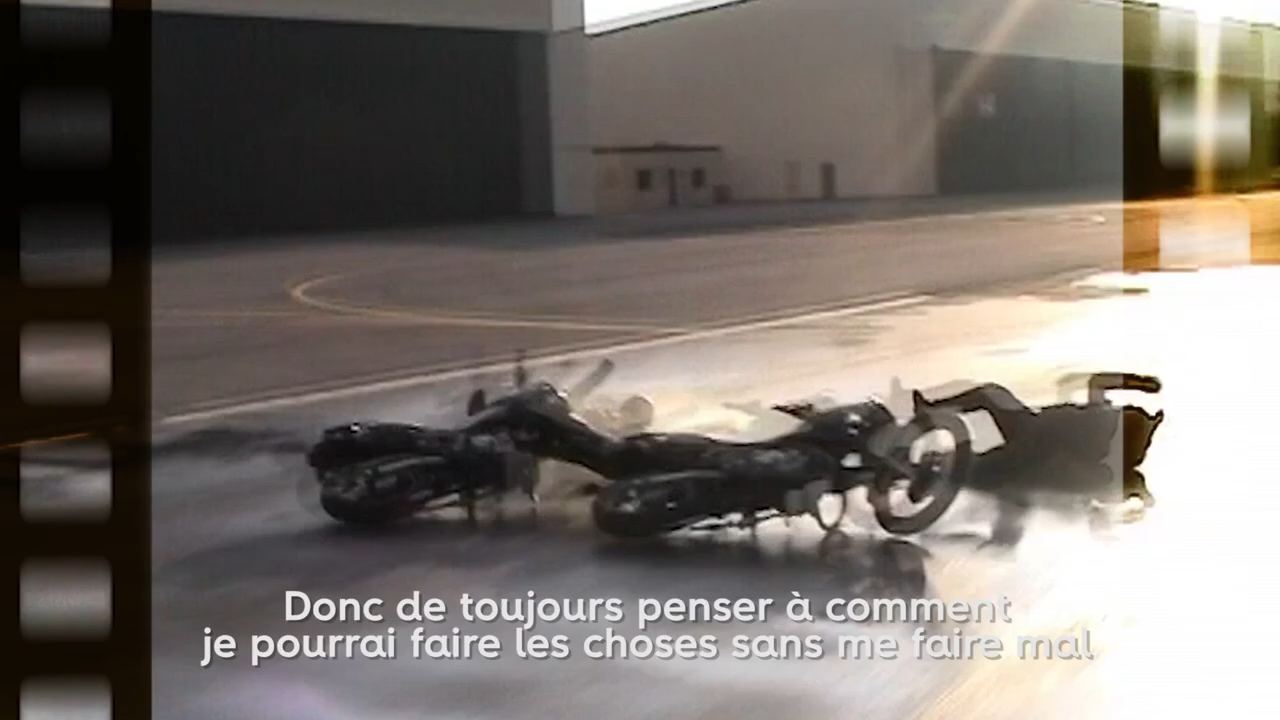 Donc de toujours penser à comment
je pourrai faire les choses sans me faire mal